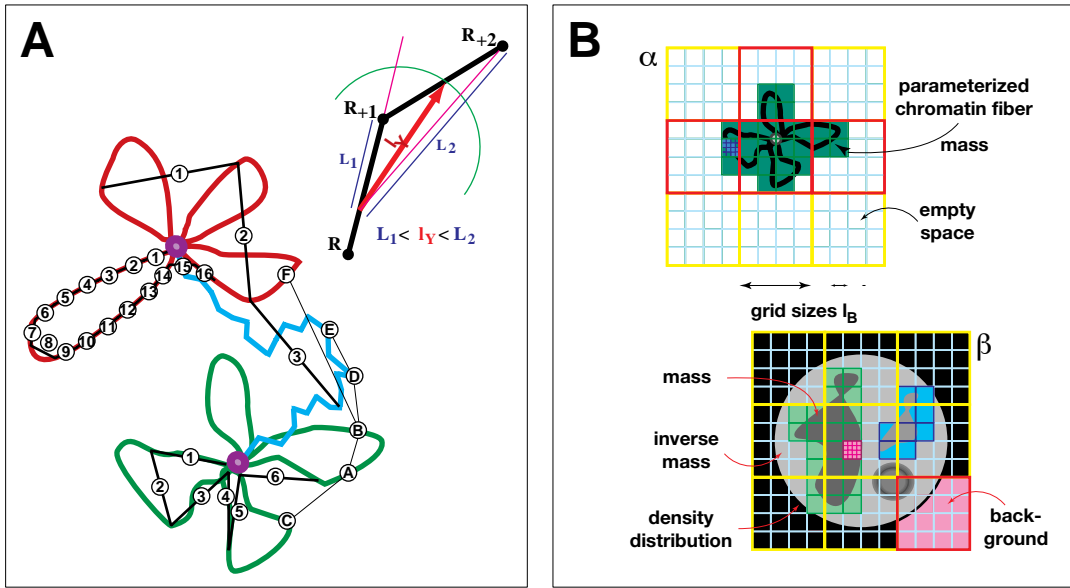 A
R+2
R+1
L1
lY
L2
R
L1 < lY < L2
1
2
F
1
2
3
4
5
6
7
8
9
10
11
12
13
14
15
16
E
3
D
B
A
C
1
2
3
4
5
6
B
α
parameterized
chromatin fiber
mass
empty
space
grid sizes lB
β
mass
inverse
mass
density
distribution
back-
ground